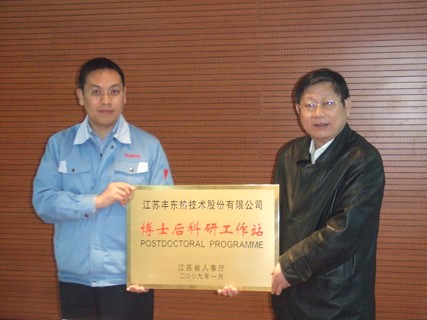 江苏丰东热技术股份有限公司
博士后科研工作站
POSTDOCTORAL PROGRAMME
江苏省人事厅
二〇〇九年一月